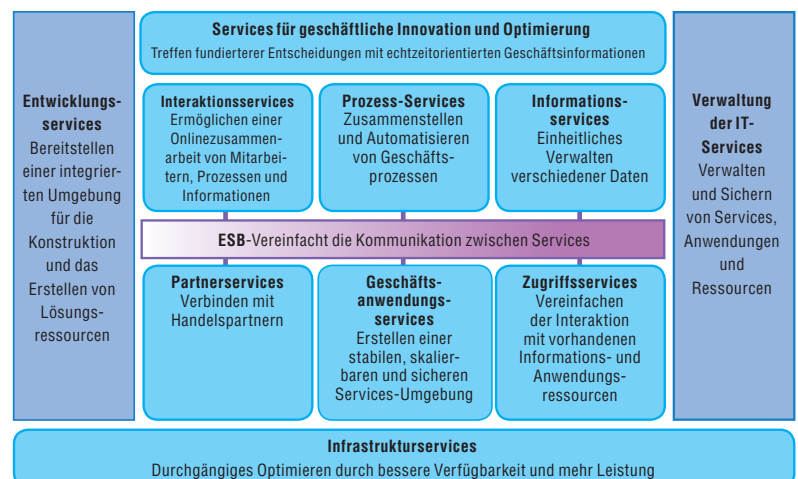 Services für geschäftliche Innovation und Optimierung
Treffen fundierterer Entscheidungen mit echtzeitorientierten Geschäftsinformationen
Entwicklungs-
services
Bereitstellen
einer integrier-
ten Umgebung
für die
Konstruktion
und das
Erstellen von
Lösungs-
ressourcen
Interaktionsservices
Ermöglichen einer
Onlinezusammen-
arbeit von Mitarbei-
tern, Prozessen und
Informationen
Prozess-Services
Zusammenstellen
und Automatisieren
von Geschäfts-
prozessen
Informations-
services
Einheitliches
Verwalten
verschiedener Daten
Verwaltung
der IT-
Services
Verwalten
und Sichern
von Services,
Anwendungen
und
Ressourcen
ESB-Vereinfacht die Kommunikation zwischen Services
Partnerservices
Verbinden mit
Handelspartnern
Geschäfts-
anwendungs-
services
Erstellen einer
stabilen, skalier-
baren und sicheren
Services-Umgebung
Zugriffsservices
Vereinfachen
der Interaktion
mit vorhandenen
Informations- und
Anwendungs-
ressourcen
Infrastrukturservices
Durchgängiges Optimieren durch bessere Verfügbarkeit und mehr Leistung